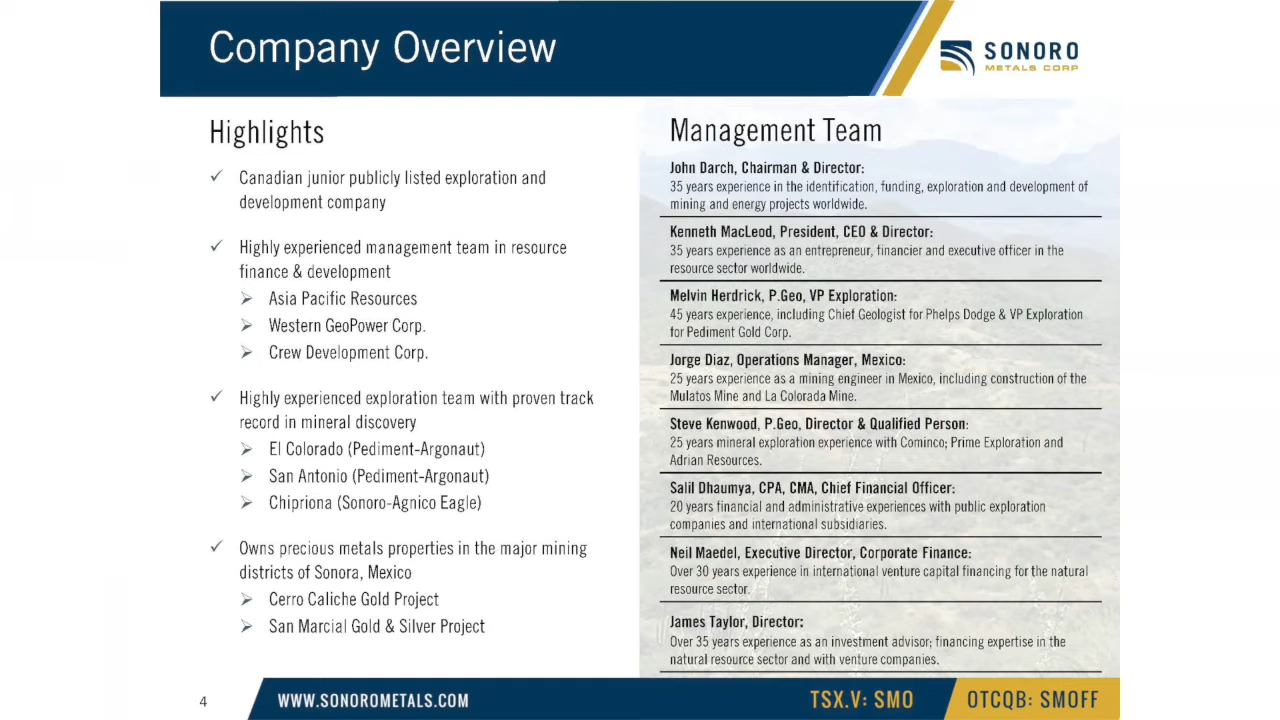 Company Overview
SONORO
METALS CORP
Highlights
✓ Canadian junior publicly listed exploration and
development company
✓ Highly experienced management team in resource
finance & development
➢ Asia Pacific Resources
➢ Western GeoPower Corp.
➢ Crew Development Corp.
✓ Highly experienced exploration team with proven track
record in mineral discovery
➢ El Colorado (Pediment-Argonaut)
➢ San Antonio (Pediment-Argonaut)
➢ Chipriona (Sonoro-Agnico Eagle)
✓ Owns precious metals properties in the major mining
districts of Sonora, Mexico
➢ Cerro Caliche Gold Project
➢ San Marcial Gold & Silver Project
Management Team
John Darch, Chairman & Director:
35 years experience in the identification, funding, exploration and development of
mining and energy projects worldwide.
Kenneth MacLeod, President, CEO & Director:
35 years experience as an entrepreneur, financier and executive officer in the
resource sector worldwide.
Melvin Herdrick, P.Geo, VP Exploration:
45 years experience, including Chief Geologist for Phelps Dodge & VP Exploration
for Pediment Gold Corp.
Jorge Diaz, Operations Manager, Mexico:
25 years experience as a mining engineer in Mexico, including construction of the
Mulatos Mine and La Colorada Mine.
Steve Kenwood, P.Geo, Director & Qualified Person:
25 years mineral exploration experience with Cominco; Prime Exploration and
Adrian Resources.
Salil Dhaumya, CPA, CMA, Chief Financial Officer:
20 years financial and administrative experiences with public exploration
companies and international subsidiaries.
Neil Maedel, Executive Director, Corporate Finance:
Over 30 years experience in international venture capital financing for the natural
resource sector.
James Taylor, Director:
Over 35 years experience as an investment advisor; financing expertise in the
natural resource sector and with venture companies.
4
WWW.SONOROMETALS.COM
TSX.V: SMO
OTCQB: SMOFF